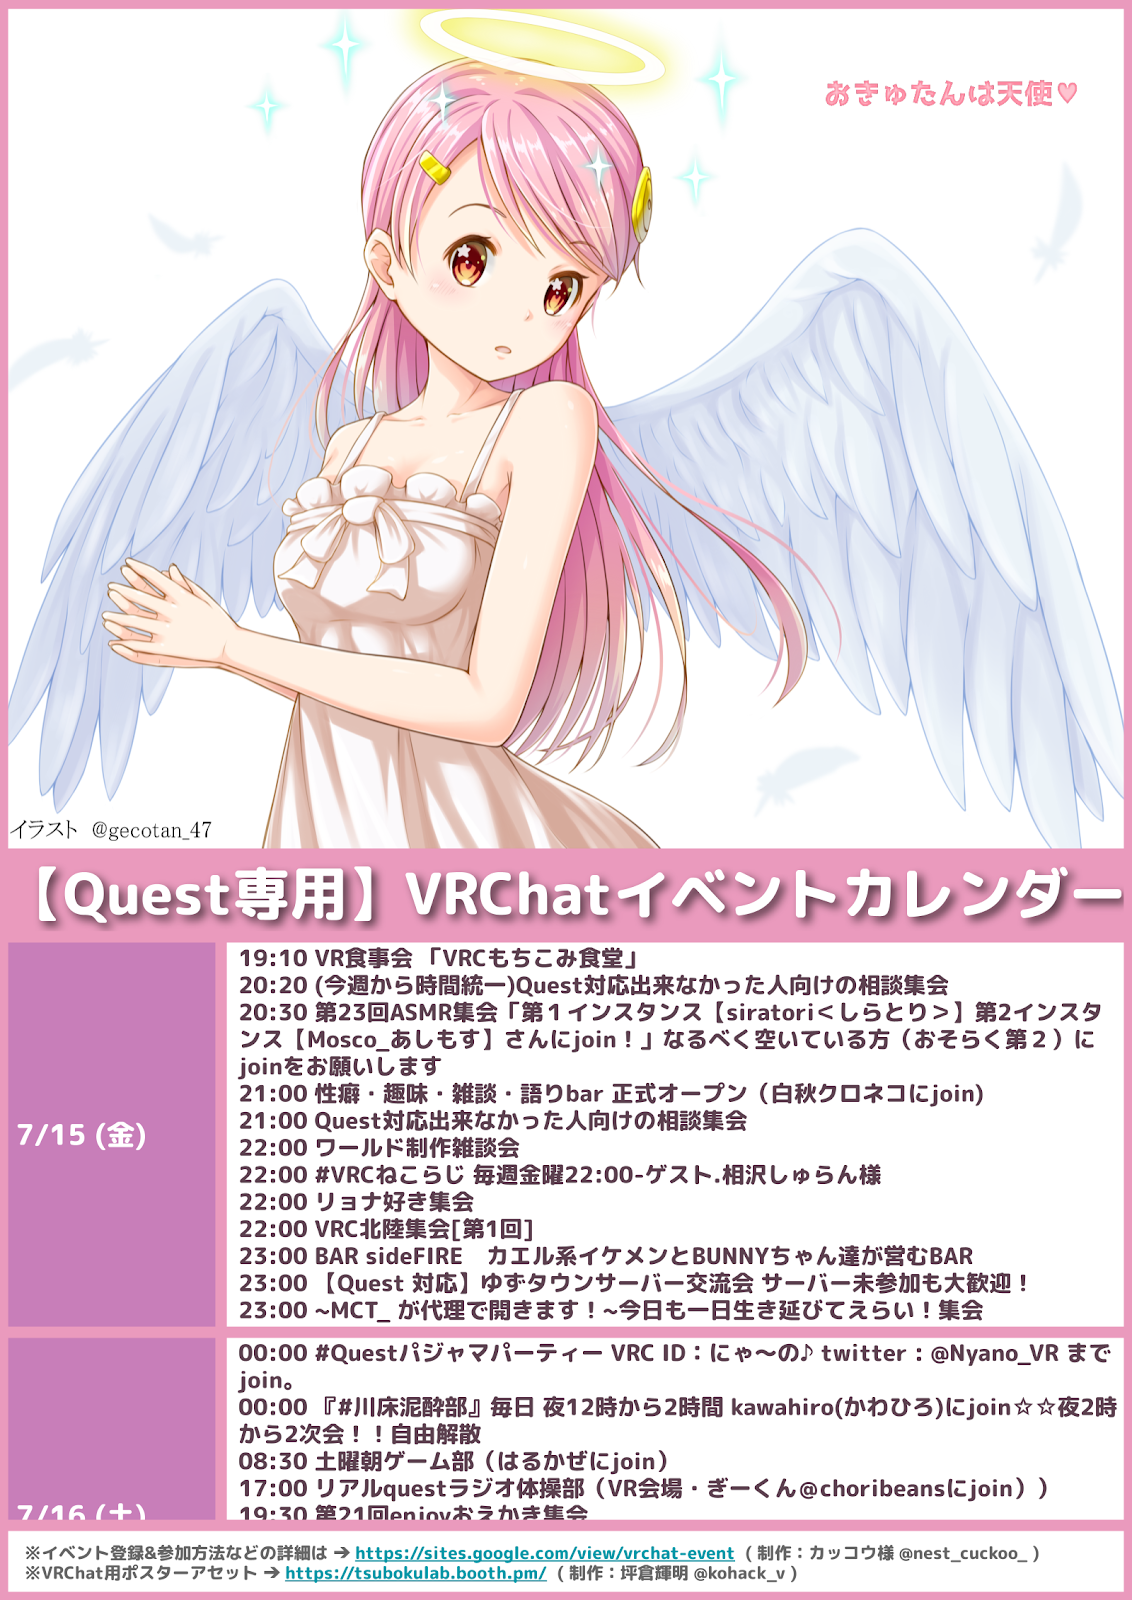 おきゅたんは天使♥
イラスト @gecotan_47
【Quest専用】VRChatイベントカレンダー
7/15 (金)
19:10 VR食事会 「VRCもちこみ食堂」
20:20 (今週から時間統一)Quest対応出来なかった人向けの相談集会
20:30 第23回ASMR集会「第１インスタンス【siratori＜しらとり＞】第2インスタ
ンス【Mosco_あしもす】さんにjoin！」なるべく空いている方（おそらく第２）に
joinをお願いします
21:00 性癖・趣味・雑談・語りbar 正式オープン（白秋クロネコにjoin)
21:00 Quest対応出来なかった人向けの相談集会
22:00 ワールド制作雑談会
22:00 #VRCねこらじ 毎週金曜22:00-ゲスト.相沢しゅらん様
22:00 リョナ好き集会
22:00 VRC北陸集会[第1回]
23:00 BAR sideFIRE　カエル系イケメンとBUNNYちゃん達が営むBAR
23:00 【Quest 対応】ゆずタウンサーバー交流会 サーバー未参加も大歓迎！
23:00 ~MCT_ が代理で開きます！~今日も一日生き延びてえらい！集会
7/16 (土)
00:00 #Questパジャマパーティー VRC ID：にゃ〜の♪ twitter：@Nyano_VR まで
join。
00:00 『#川床泥酔部』毎日 夜12時から2時間 kawahiro(かわひろ)にjoin☆☆夜2時
から2次会！！自由解散
08:30 土曜朝ゲーム部（はるかぜにjoin）
17:00 リアルquestラジオ体操部（VR会場・ぎーくん@choribeansにjoin））
19:30 第21回enjoyおえかき集会
※イベント登録&参加方法などの詳細は → https://sites.google.com/view/vrchat-event （ 制作：カッコウ様 @nest_cuckoo_ ）
※VRChat用ポスターアセット → https://tsubokulab.booth.pm/ （ 制作：坪倉輝明 @kohack_v ）